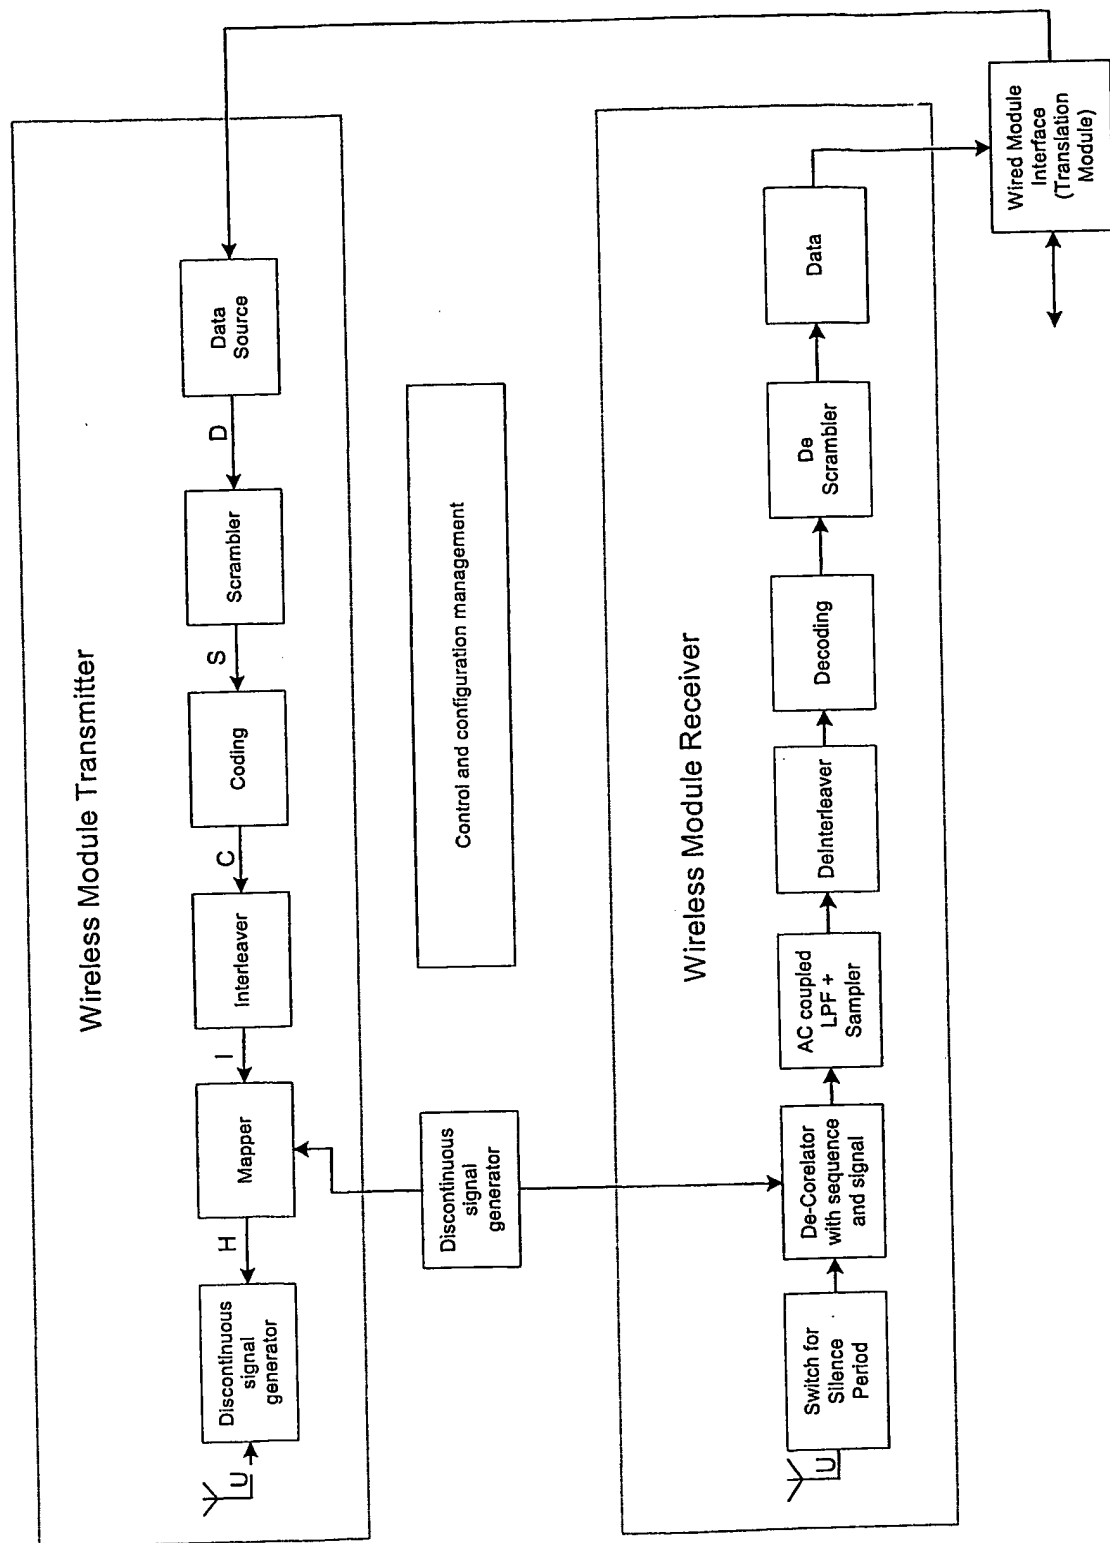 Wireless Module Transmitter
Discontinuous
signal
generator
U
H
Mapper
I
Interleaver
C
Coding
S
Scrambler
D
Data
Source
Discontinuous
signal
generator
Control and configuration management
Wireless Module Receiver
Switch for
Silence
Period
U
De-Corelator
with sequence
and signal
AC coupled
LPF +
Sampler
DeInterleaver
Decoding
De
Scrambler
Data
Wired Module
Interface
(Translation
Module)